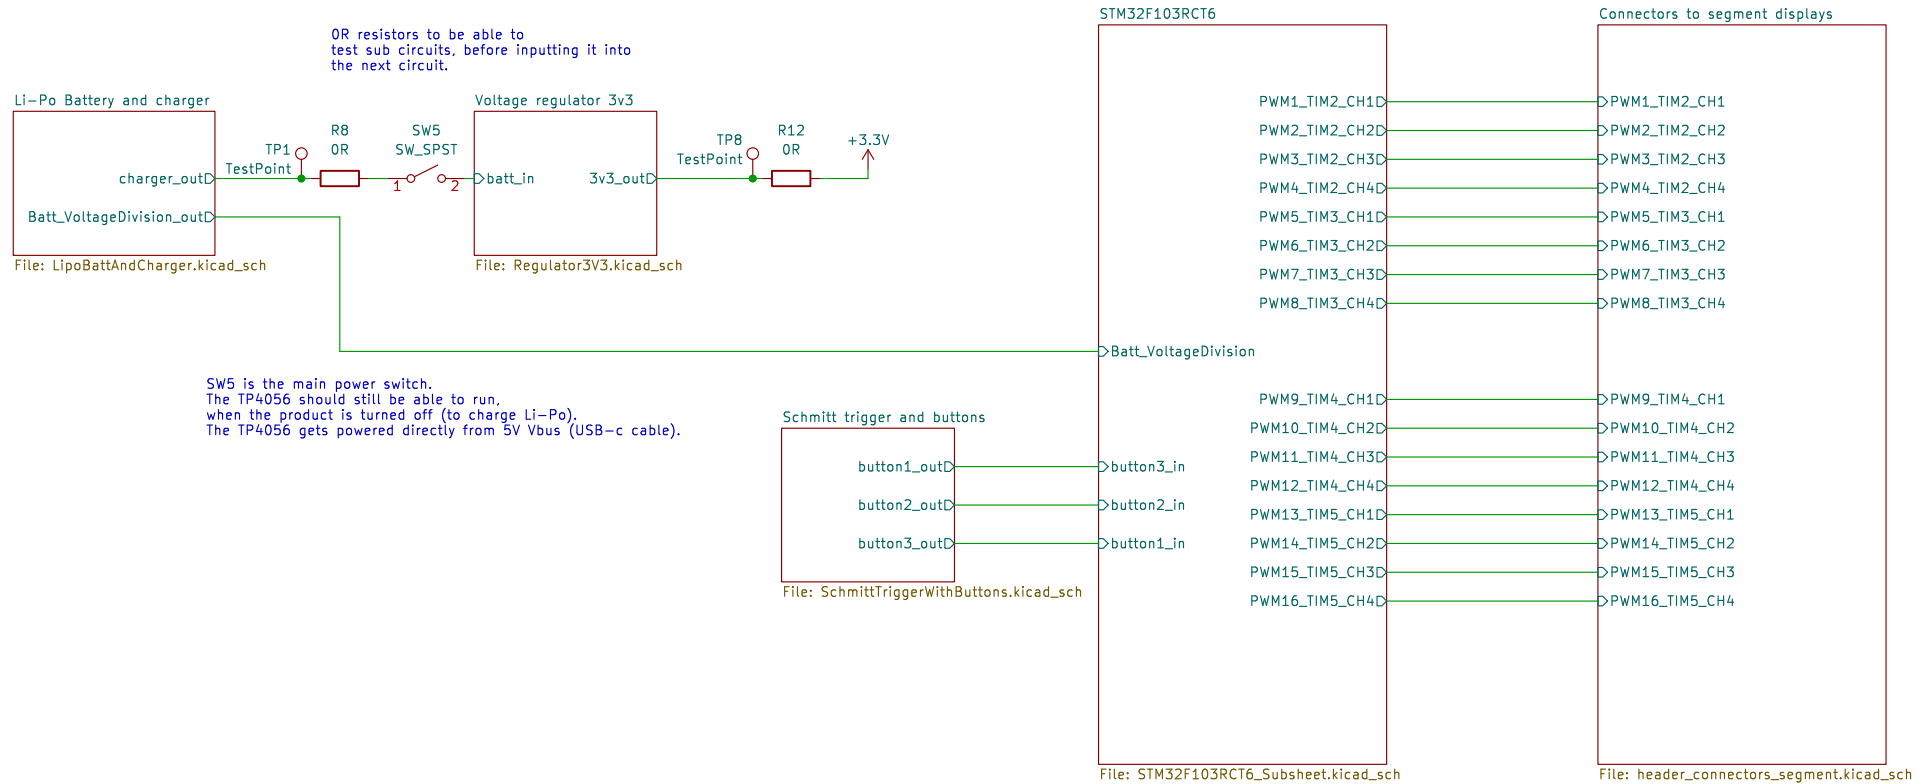 STM32F103RCT6
Connectors to segment displays
0R resistors to be able to
test sub circuits, before inputting it into
the next circuit.
Li-Po Battery and charger
Voltage regulator 3v3
R8
0R
SW5
SW_SPST
TP1
TestPoint
TP8
TestPoint
R12
0R
+3.3V
charger_out
1
2
batt_in
3v3_out
Batt_VoltageDivision_out
File: LipoBattAndCharger.kicad_sch
File: Regulator3V3.kicad_sch
PWM1_TIM2_CH1
PWM1_TIM2_CH1
PWM2_TIM2_CH2
PWM2_TIM2_CH2
PWM3_TIM2_CH3
PWM3_TIM2_CH3
PWM4_TIM2_CH4
PWM4_TIM2_CH4
PWM5_TIM3_CH1
PWM5_TIM3_CH1
PWM6_TIM3_CH2
PWM6_TIM3_CH2
PWM7_TIM3_CH3
PWM7_TIM3_CH3
PWM8_TIM3_CH4
PWM8_TIM3_CH4
Batt_VoltageDivision
SW5 is the main power switch.
The TP4056 should still be able to run,
when the product is turned off (to charge Li-Po).
The TP4056 gets powered directly from 5V Vbus (USB-c cable).
Schmitt trigger and buttons
button1_out
button3_in
button2_out
button2_in
button3_out
button1_in
File: SchmittTriggerWithButtons.kicad_sch
PWM9_TIM4_CH1
PWM9_TIM4_CH1
PWM10_TIM4_CH2
PWM10_TIM4_CH2
PWM11_TIM4_CH3
PWM11_TIM4_CH3
PWM12_TIM4_CH4
PWM12_TIM4_CH4
PWM13_TIM5_CH1
PWM13_TIM5_CH1
PWM14_TIM5_CH2
PWM14_TIM5_CH2
PWM15_TIM5_CH3
PWM15_TIM5_CH3
PWM16_TIM5_CH4
PWM16_TIM5_CH4
File: STM32F103RCT6_Subsheet.kicad_sch
File: header_connectors_segment.kicad_sch